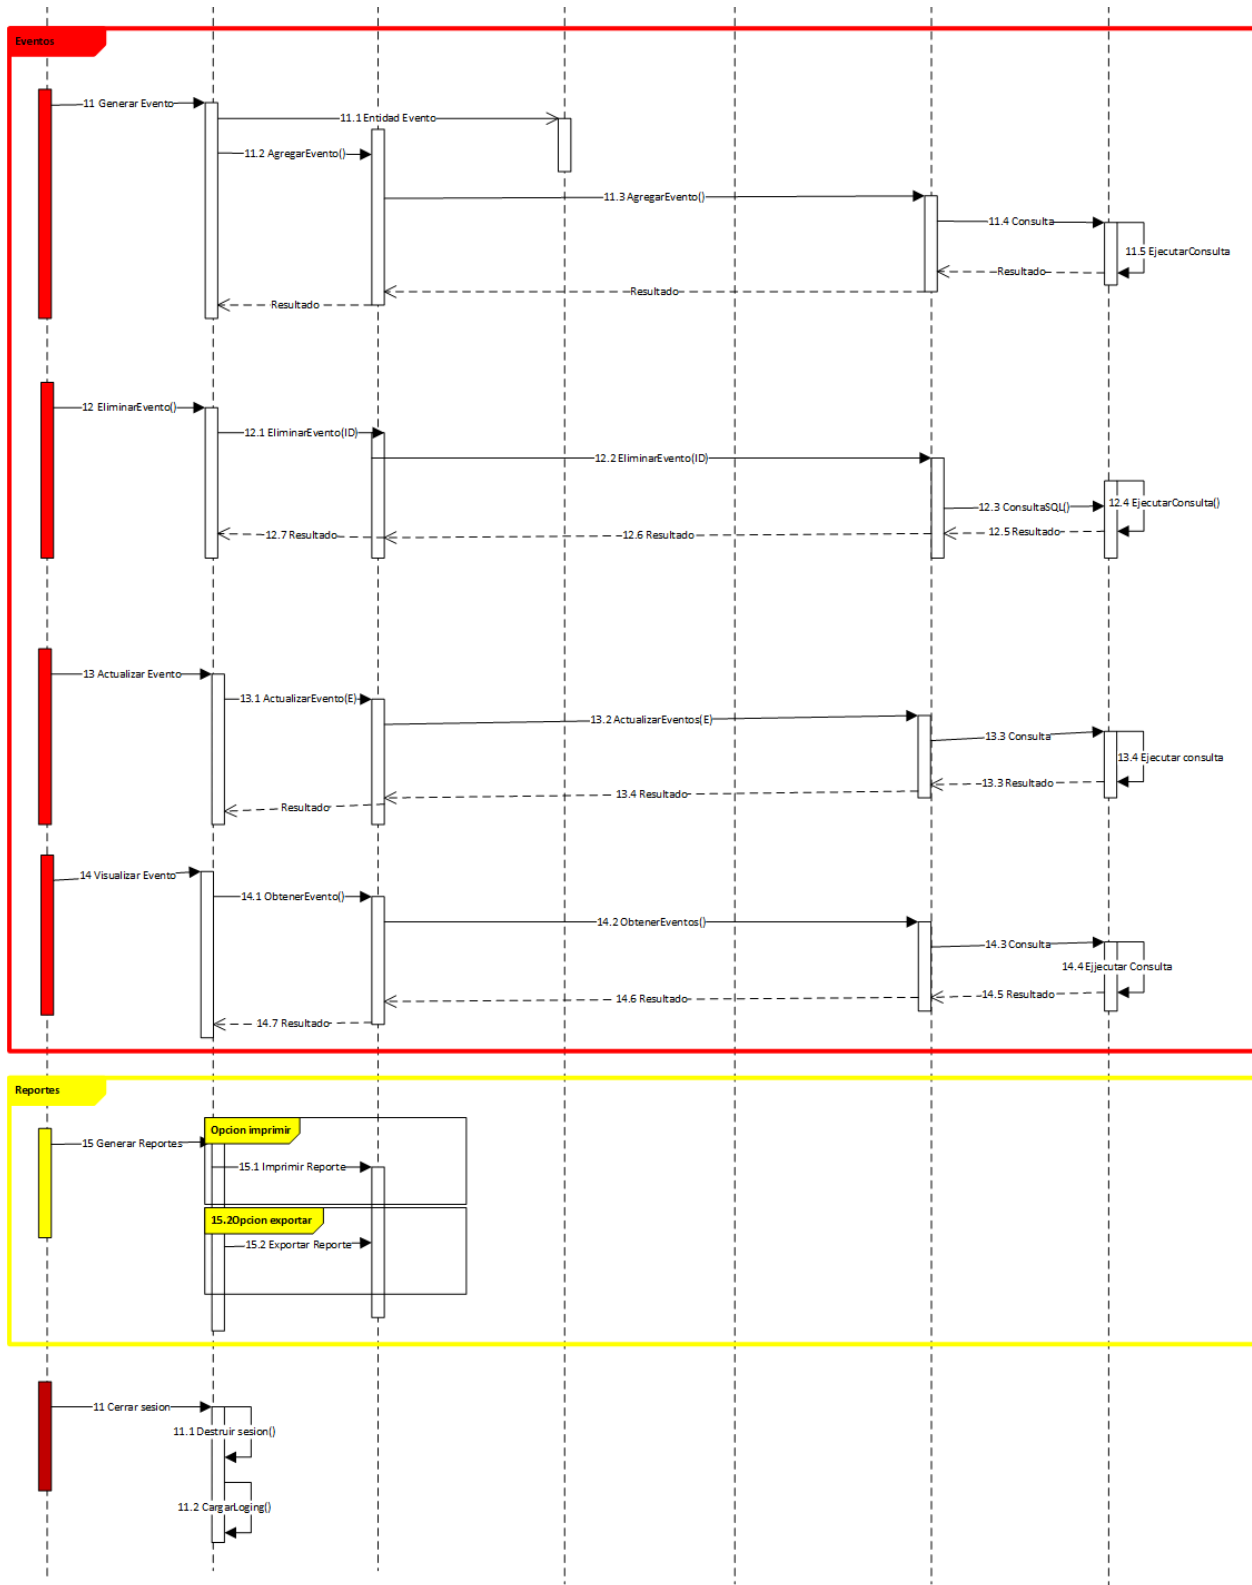 Eventos
11 Generar Evento
11.1 Entidad Evento
11.2 AgregarEvento()
11.3 AgregarEvento()
11.4 Consulta
11.5 EjecutarConsulta
Resultado
Resultado
Resultado
12 EliminarEvento()
12.1 EliminarEvento(ID)
12.2 EliminarEvento(ID)
12.3 ConsultaSQL()
12.4 EjecutarConsulta()
12.5 Resultado
12.6 Resultado
12.7 Resultado
13 Actualizar Evento
13.1 ActualizarEvento(E)
13.2 ActualizarEventos(E)
13.3 Consulta
13.4 Ejecutar consulta
13.3 Resultado
13.4 Resultado
Resultado
14 Visualizar Evento
14.1 ObtenerEvento()
14.2 ObtenerEventos()
14.3 Consulta
14.4 Ejjecutar Consulta
14.5 Resultado
14.6 Resultado
14.7 Resultado
Reportes
Opcion imprimir
15 Generar Reportes
15.1 Imprimir Reporte
15.2Opcion exportar
15.2 Exportar Reporte
11 Cerrar sesion
11.1 Destruir sesion()
11.2 CargarLoging()